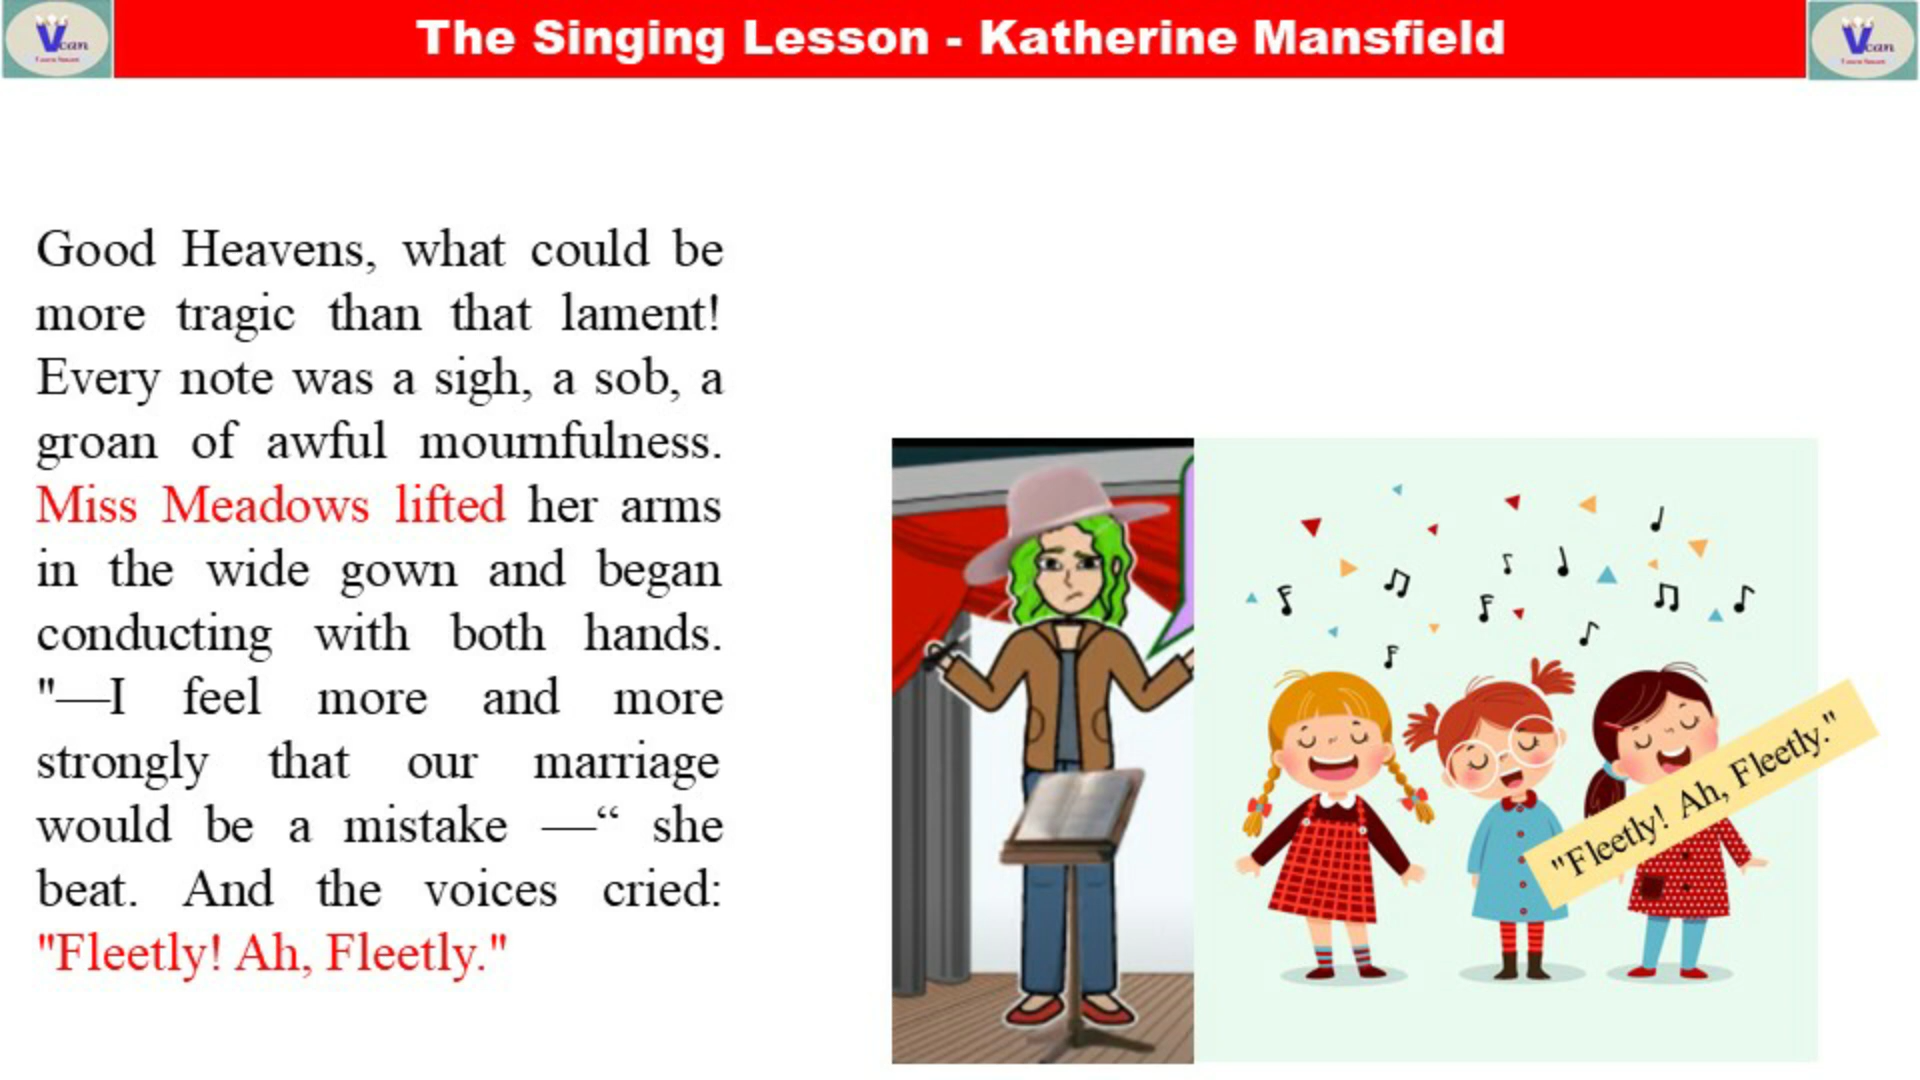 Vcan
The Singing Lesson - Katherine Mansfield
Vcan
Good Heavens, what could be
more tragic than that lament!
Every note was a sigh, a sob, a
groan of awful mournfulness.
Miss Meadows lifted her arms
in the wide gown and began
conducting with both hands.
"—I feel more and more
strongly that our marriage
would be a mistake —“ she
beat. And the voices cried:
"Fleetly! Ah, Fleetly."
"Fleetly! Ah, Fleetly."